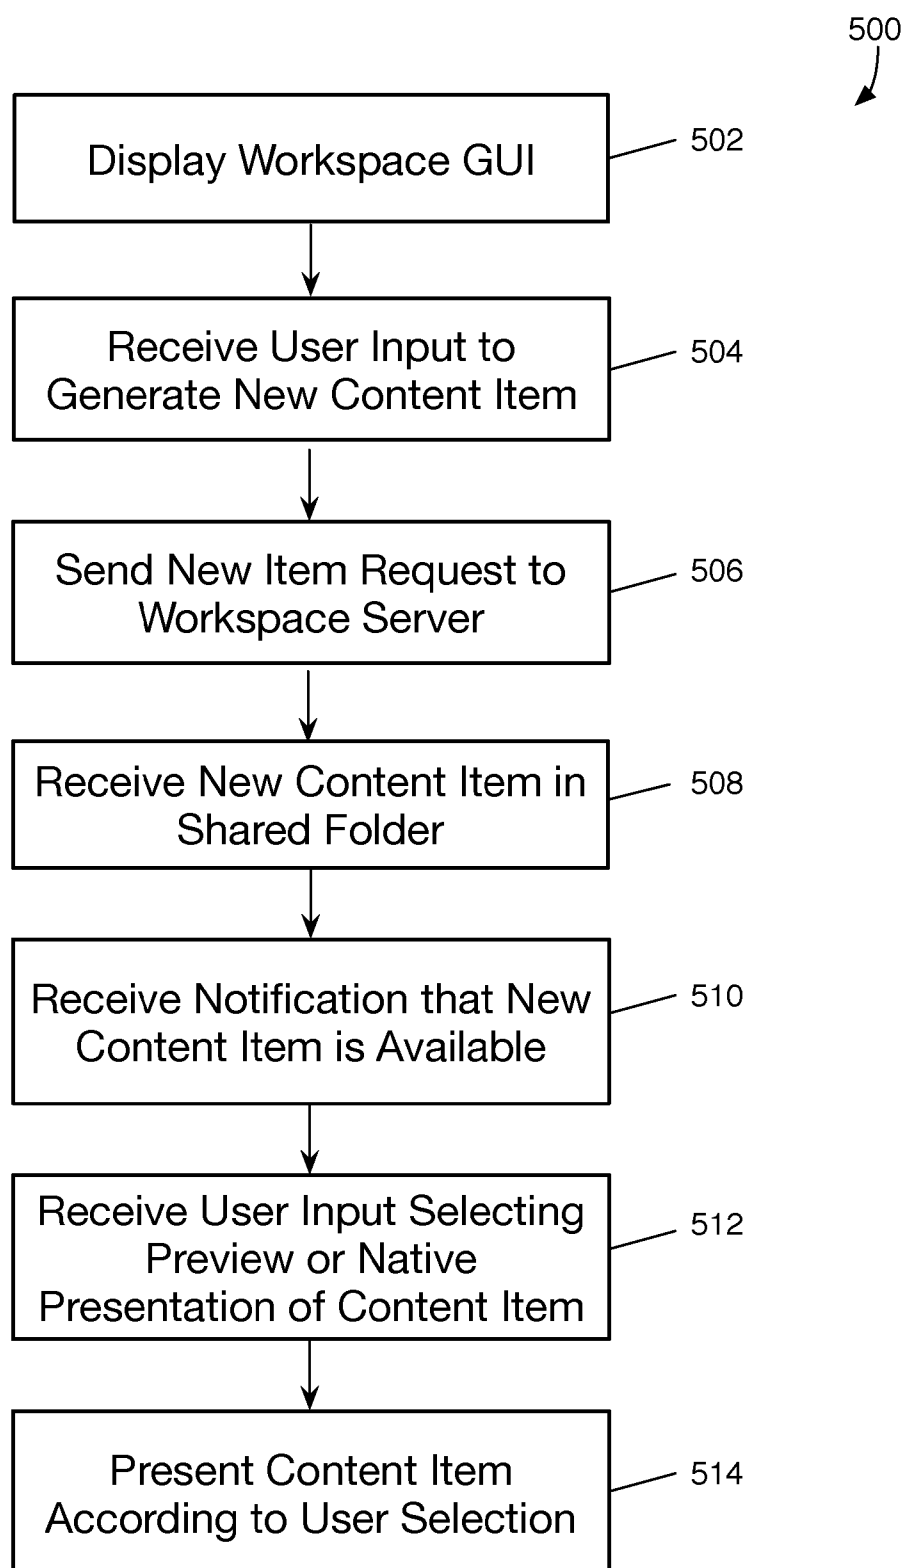 500
Display Workspace GUI
502
Receive User Input to
Generate New Content Item
504
Send New Item Request to
Workspace Server
506
Receive New Content Item in
Shared Folder
508
Receive Notification that New
Content Item is Available
510
Receive User Input Selecting
Preview or Native
Presentation of Content Item
512
Present Content Item
According to User Selection
514